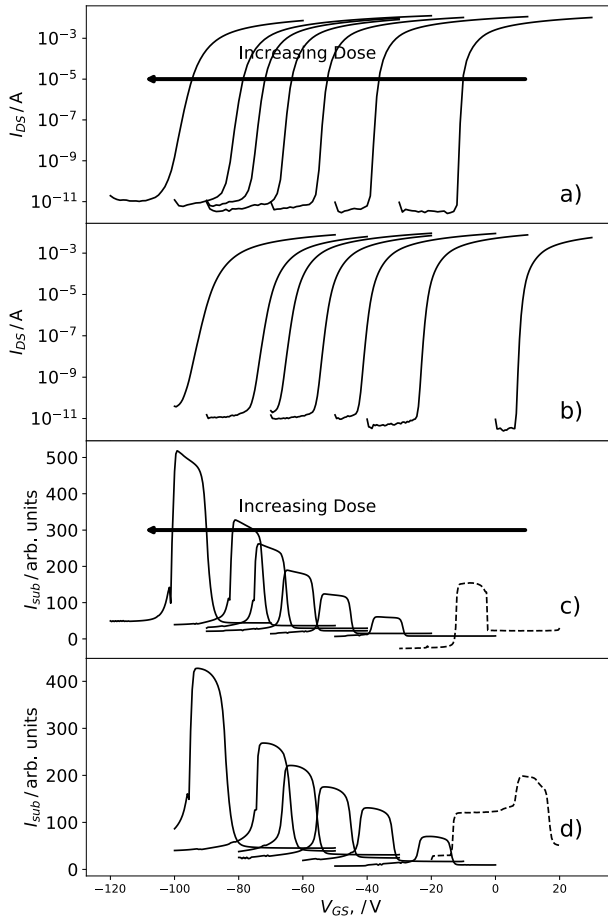 10⁻³
10⁻⁵
10⁻⁷
10⁻⁹
10⁻¹¹
I_DS / A
Increasing Dose
a)
10⁻³
10⁻⁵
10⁻⁷
10⁻⁹
10⁻¹¹
I_DS / A
b)
500
400
300
200
100
0
I_sub / arb. units
Increasing Dose
c)
400
300
200
100
0
I_sub / arb. units
d)
−120 −100 −80 −60 −40 −20 0 20
V_GS, / V